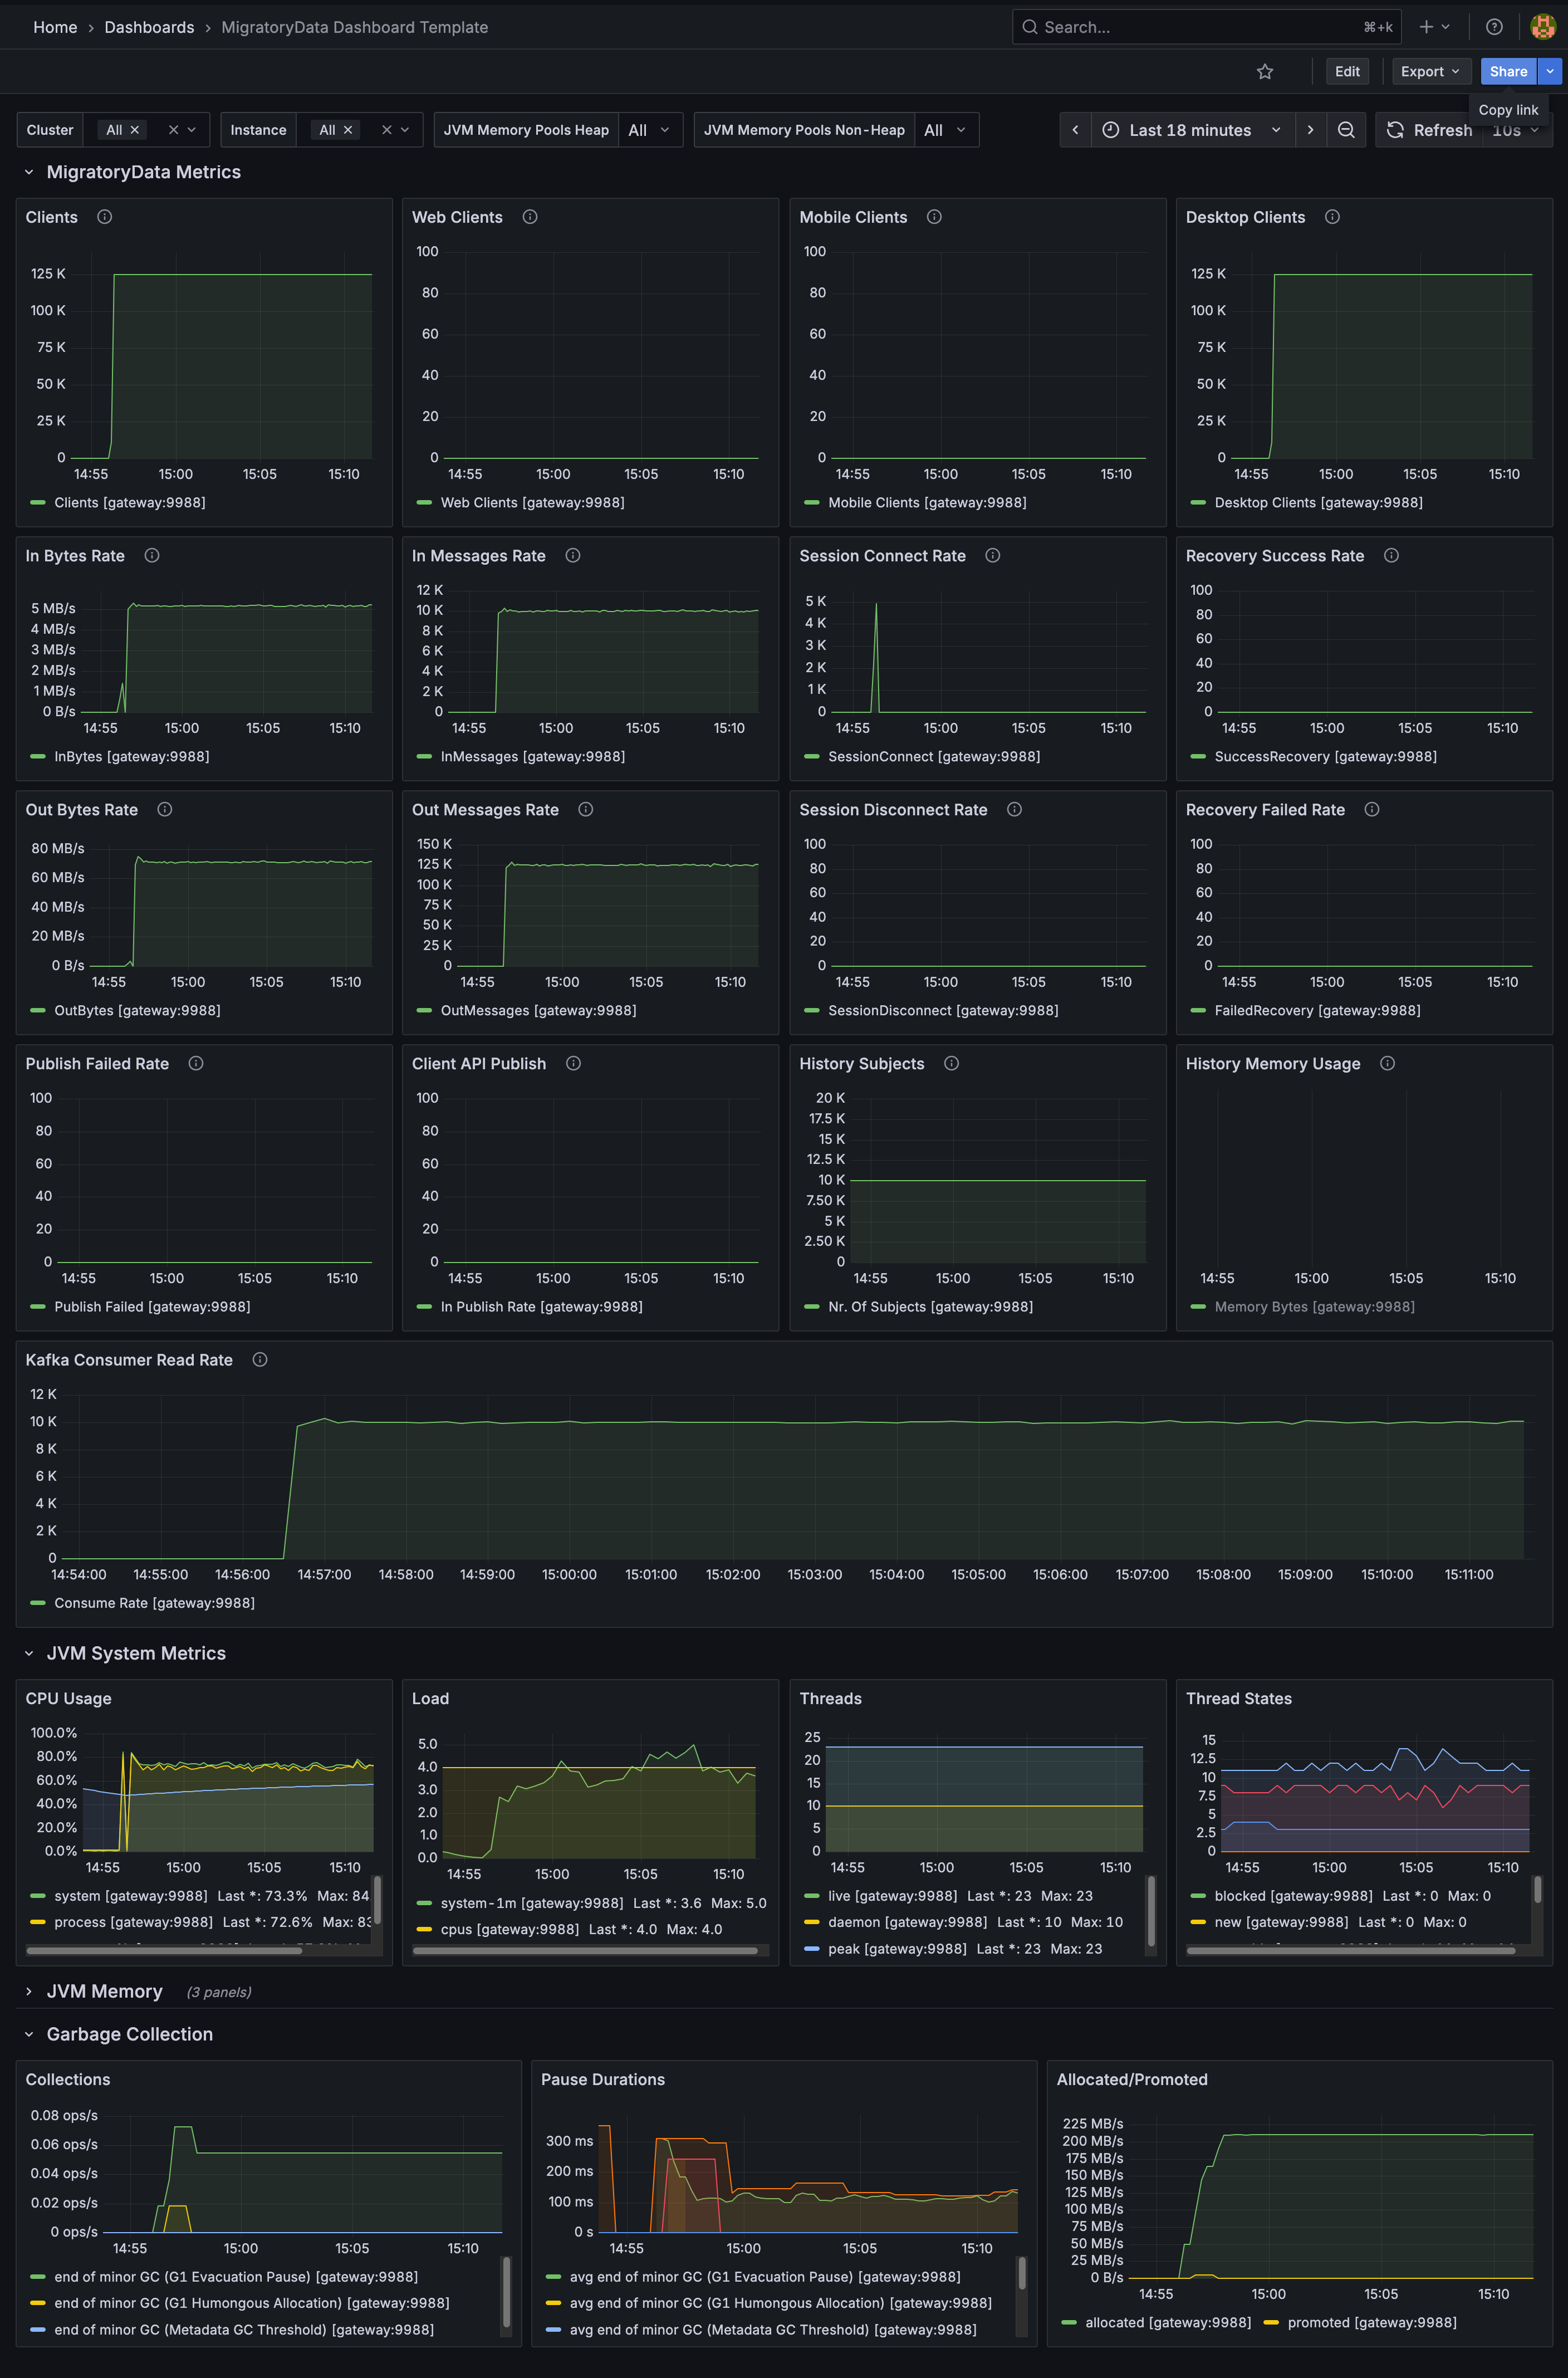 Home › Dashboards › MigratoryData Dashboard Template Search... ⌘+k
Edit Export Share
Copy link
Cluster All Instance All JVM Memory Pools Heap All JVM Memory Pools Non-Heap All Last 18 minutes Refresh 10s
MigratoryData Metrics
Clients
125 K
100 K
75 K
50 K
25 K
0
14:55 15:00 15:05 15:10
Clients [gateway:9988]
Web Clients
100
80
60
40
20
0
14:55 15:00 15:05 15:10
Web Clients [gateway:9988]
Mobile Clients
100
80
60
40
20
0
14:55 15:00 15:05 15:10
Mobile Clients [gateway:9988]
Desktop Clients
125 K
100 K
75 K
50 K
25 K
0
14:55 15:00 15:05 15:10
Desktop Clients [gateway:9988]
In Bytes Rate
5 MB/s
4 MB/s
3 MB/s
2 MB/s
1 MB/s
0 B/s
14:55 15:00 15:05 15:10
InBytes [gateway:9988]
In Messages Rate
12 K
10 K
8 K
6 K
4 K
2 K
0
14:55 15:00 15:05 15:10
InMessages [gateway:9988]
Session Connect Rate
5 K
4 K
3 K
2 K
1 K
0
14:55 15:00 15:05 15:10
SessionConnect [gateway:9988]
Recovery Success Rate
100
80
60
40
20
0
14:55 15:00 15:05 15:10
SuccessRecovery [gateway:9988]
Out Bytes Rate
80 MB/s
60 MB/s
40 MB/s
20 MB/s
0 B/s
14:55 15:00 15:05 15:10
OutBytes [gateway:9988]
Out Messages Rate
150 K
125 K
100 K
75 K
50 K
25 K
0
14:55 15:00 15:05 15:10
OutMessages [gateway:9988]
Session Disconnect Rate
100
80
60
40
20
0
14:55 15:00 15:05 15:10
SessionDisconnect [gateway:9988]
Recovery Failed Rate
100
80
60
40
20
0
14:55 15:00 15:05 15:10
FailedRecovery [gateway:9988]
Publish Failed Rate
100
80
60
40
20
0
14:55 15:00 15:05 15:10
Publish Failed [gateway:9988]
Client API Publish
100
80
60
40
20
0
14:55 15:00 15:05 15:10
In Publish Rate [gateway:9988]
History Subjects
20 K
17.5 K
15 K
12.5 K
10 K
7.50 K
5 K
2.50 K
0
14:55 15:00 15:05 15:10
Nr. Of Subjects [gateway:9988]
History Memory Usage
14:55 15:00 15:05 15:10
Memory Bytes [gateway:9988]
Kafka Consumer Read Rate
12 K
10 K
8 K
6 K
4 K
2 K
0
14:54:00 14:55:00 14:56:00 14:57:00 14:58:00 14:59:00 15:00:00 15:01:00 15:02:00 15:03:00 15:04:00 15:05:00 15:06:00 15:07:00 15:08:00 15:09:00 15:10:00 15:11:00
Consume Rate [gateway:9988]
JVM System Metrics
CPU Usage
100.0%
80.0%
60.0%
40.0%
20.0%
0.0%
14:55 15:00 15:05 15:10
system [gateway:9988] Last *: 73.3% Max: 84
process [gateway:9988] Last *: 72.6% Max: 83
Load
5.0
4.0
3.0
2.0
1.0
0.0
14:55 15:00 15:05 15:10
system-1m [gateway:9988] Last *: 3.6 Max: 5.0
cpus [gateway:9988] Last *: 4.0 Max: 4.0
Threads
25
20
15
10
5
0
14:55 15:00 15:05 15:10
live [gateway:9988] Last *: 23 Max: 23
daemon [gateway:9988] Last *: 10 Max: 10
peak [gateway:9988] Last *: 23 Max: 23
Thread States
15
12.5
10
7.5
5
2.5
0
14:55 15:00 15:05 15:10
blocked [gateway:9988] Last *: 0 Max: 0
new [gateway:9988] Last *: 0 Max: 0
JVM Memory (3 panels)
Garbage Collection
Collections
0.08 ops/s
0.06 ops/s
0.04 ops/s
0.02 ops/s
0 ops/s
14:55 15:00 15:05 15:10
end of minor GC (G1 Evacuation Pause) [gateway:9988]
end of minor GC (G1 Humongous Allocation) [gateway:9988]
end of minor GC (Metadata GC Threshold) [gateway:9988]
Pause Durations
300 ms
200 ms
100 ms
0 s
14:55 15:00 15:05 15:10
avg end of minor GC (G1 Evacuation Pause) [gateway:9988]
avg end of minor GC (G1 Humongous Allocation) [gateway:9988]
avg end of minor GC (Metadata GC Threshold) [gateway:9988]
Allocated/Promoted
225 MB/s
200 MB/s
175 MB/s
150 MB/s
125 MB/s
100 MB/s
75 MB/s
50 MB/s
25 MB/s
0 B/s
14:55 15:00 15:05 15:10
allocated [gateway:9988] promoted [gateway:9988]